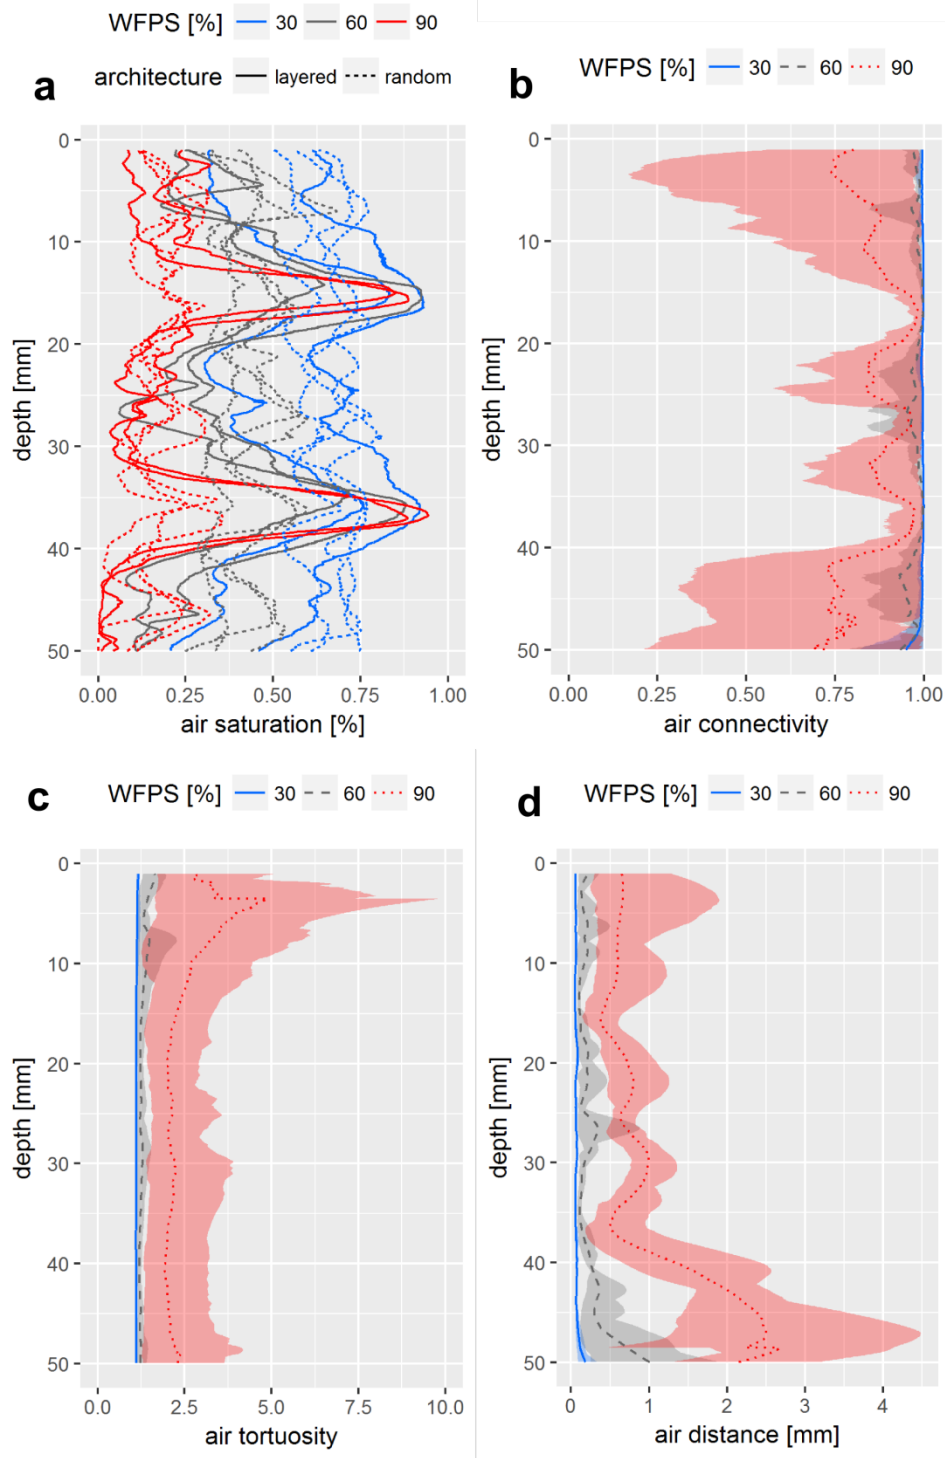 WFPS [%] 30 60 90
architecture layered random
a
0
10
20
30
40
50
depth [mm]
0.00 0.25 0.50 0.75 1.00
air saturation [%]
WFPS [%] 30 60 90
b
0
10
20
30
40
50
depth [mm]
0.00 0.25 0.50 0.75 1.00
air connectivity
WFPS [%] 30 60 90
c
0
10
20
30
40
50
depth [mm]
0.0 2.5 5.0 7.5 10.0
air tortuosity
WFPS [%] 30 60 90
d
0
10
20
30
40
50
depth [mm]
0 1 2 3 4
air distance [mm]